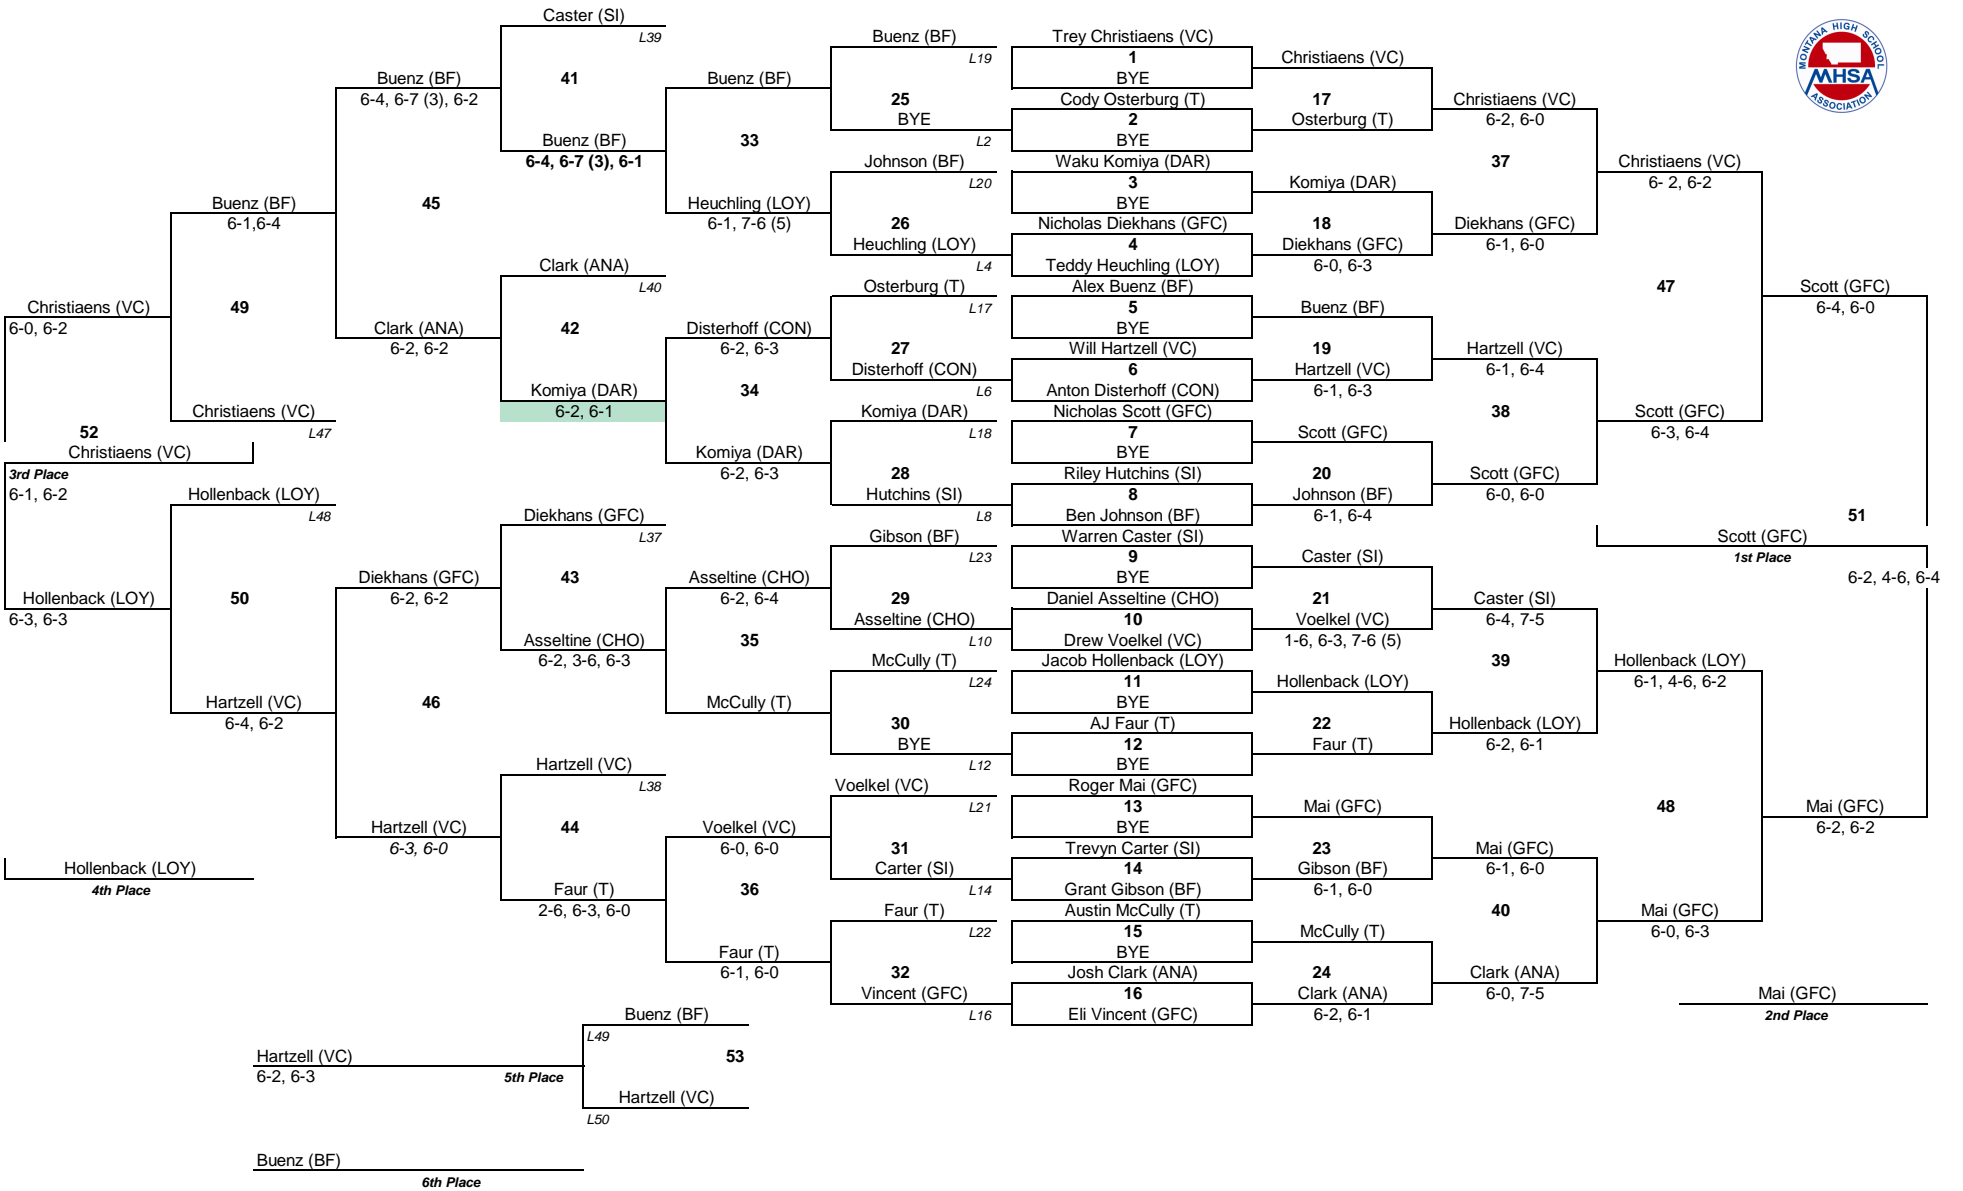 Caster (SI)
L39
Buenz (BF)
L19
Trey Christiaens (VC)
MONTANA HIGH SCHOOL
MHSA
ASSOCIATION
1
Christiaens (VC)
Buenz (BF)
41
Buenz (BF)
BYE
6-4, 6-7 (3), 6-2
25
Cody Osterburg (T)
17
Christiaens (VC)
BYE
2
Osterburg (T)
6-2, 6-0
Buenz (BF)
33
L2
BYE
6-4, 6-7 (3), 6-1
Johnson (BF)
Waku Komiya (DAR)
37
Christiaens (VC)
L20
3
Komiya (DAR)
6- 2, 6-2
Buenz (BF)
45
Heuchling (LOY)
BYE
6-1,6-4
6-1, 7-6 (5)
26
Nicholas Diekhans (GFC)
18
Diekhans (GFC)
Heuchling (LOY)
4
Diekhans (GFC)
6-1, 6-0
Clark (ANA)
L4
Teddy Heuchling (LOY)
6-0, 6-3
L40
Osterburg (T)
Alex Buenz (BF)
47
Scott (GFC)
Christiaens (VC)
49
L17
5
Buenz (BF)
6-4, 6-0
6-0, 6-2
Clark (ANA)
42
Disterhoff (CON)
BYE
6-2, 6-2
6-2, 6-3
27
Will Hartzell (VC)
19
Hartzell (VC)
Disterhoff (CON)
6
Hartzell (VC)
6-1, 6-4
Komiya (DAR)
34
L6
Anton Disterhoff (CON)
6-1, 6-3
6-2, 6-1
Christiaens (VC)
Komiya (DAR)
Nicholas Scott (GFC)
38
Scott (GFC)
52
L47
L18
7
Scott (GFC)
6-3, 6-4
Christiaens (VC)
Komiya (DAR)
BYE
3rd Place
6-2, 6-3
28
Riley Hutchins (SI)
20
Scott (GFC)
6-1, 6-2
Hollenback (LOY)
Hutchins (SI)
8
Johnson (BF)
6-0, 6-0
L48
Diekhans (GFC)
L8
Ben Johnson (BF)
6-1, 6-4
51
L37
Gibson (BF)
Warren Caster (SI)
Scott (GFC)
L23
9
Caster (SI)
1st Place
Diekhans (GFC)
43
Asseltine (CHO)
BYE
6-2, 4-6, 6-4
Hollenback (LOY)
50
6-2, 6-2
6-2, 6-4
29
Daniel Asseltine (CHO)
21
Caster (SI)
6-3, 6-3
Asseltine (CHO)
10
Voelkel (VC)
6-4, 7-5
Asseltine (CHO)
35
L10
Drew Voelkel (VC)
1-6, 6-3, 7-6 (5)
6-2, 3-6, 6-3
McCully (T)
Jacob Hollenback (LOY)
39
Hollenback (LOY)
L24
11
Hollenback (LOY)
6-1, 4-6, 6-2
Hartzell (VC)
46
McCully (T)
BYE
6-4, 6-2
30
AJ Faur (T)
22
Hollenback (LOY)
BYE
12
Faur (T)
6-2, 6-1
Hartzell (VC)
L12
BYE
L38
Voelkel (VC)
Roger Mai (GFC)
L21
13
Mai (GFC)
48
Mai (GFC)
Hartzell (VC)
44
Voelkel (VC)
BYE
6-2, 6-2
6-3, 6-0
6-0, 6-0
31
Trevyn Carter (SI)
23
Mai (GFC)
Hollenback (LOY)
Carter (SI)
14
Gibson (BF)
6-1, 6-0
4th Place
Faur (T)
36
L14
Grant Gibson (BF)
6-1, 6-0
2-6, 6-3, 6-0
Faur (T)
Austin McCully (T)
40
Mai (GFC)
L22
15
McCully (T)
6-0, 6-3
Faur (T)
BYE
6-1, 6-0
32
Josh Clark (ANA)
24
Clark (ANA)
Vincent (GFC)
16
Clark (ANA)
6-0, 7-5
Mai (GFC)
Buenz (BF)
L16
Eli Vincent (GFC)
6-2, 6-1
2nd Place
L49
Hartzell (VC)
53
6-2, 6-3
5th Place
Hartzell (VC)
L50
Buenz (BF)
6th Place